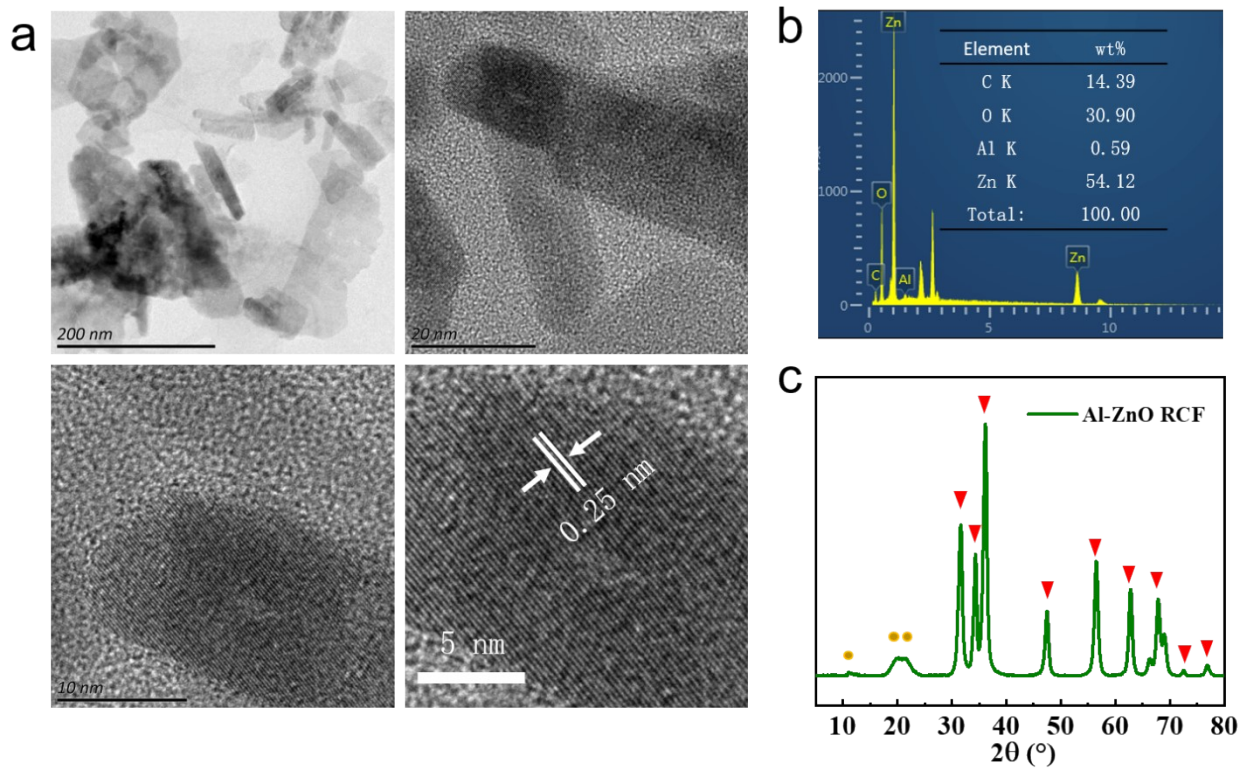 a
200 nm
20 nm
10 nm
0.25 nm
5 nm
b
Zn
Element wt%
C K 14.39
O K 30.90
Al K 0.59
Zn K 54.12
Total: 100.00
2000
1000
0
O
C
Al
Zn
0 5 10
c
Al-ZnO RCF
10 20 30 40 50 60 70 80
2θ (°)